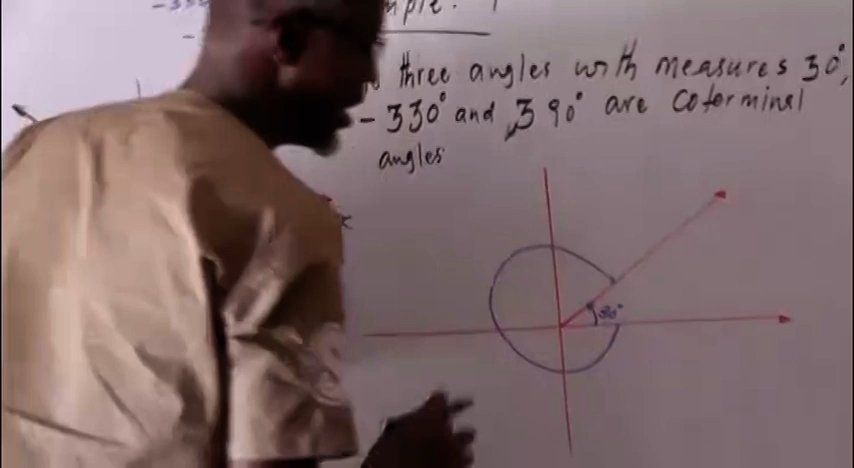 three angles with measures 30°,
- 330° and 390° are coterminal
angles
30°